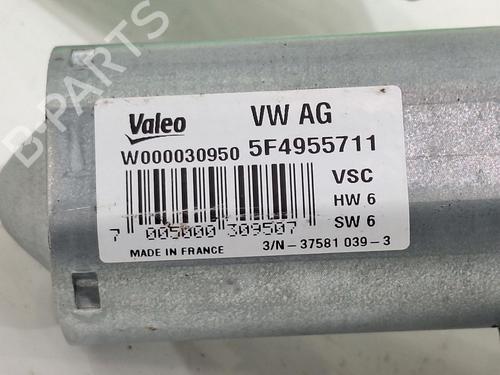 Valeo VW AG
W000030950 5F4955711
VSC
HW 6
SW 6
7 005000 309507
MADE IN FRANCE 3/N - 37581 039 - 3